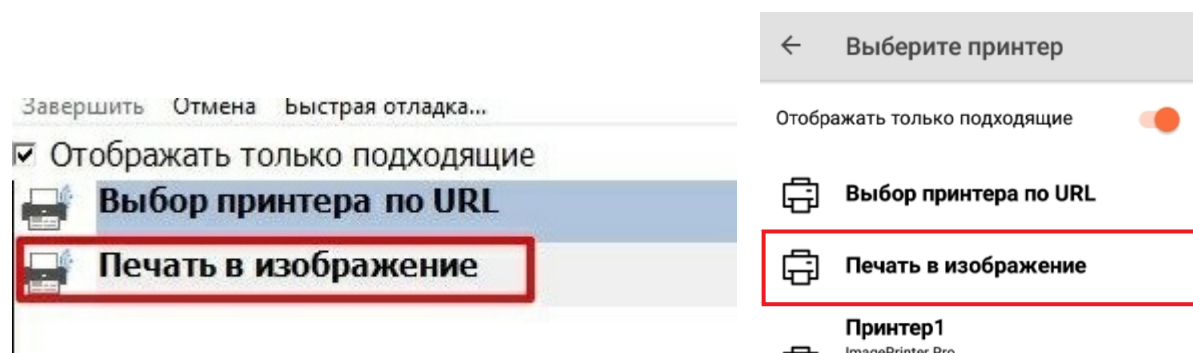 Завершить Отмена Быстрая отладка...
Отображать только подходящие
Выбор принтера по URL
Печать в изображение
Выберите принтер
Отображать только подходящие
Выбор принтера по URL
Печать в изображение
Принтер1
ImagePrinter Pro